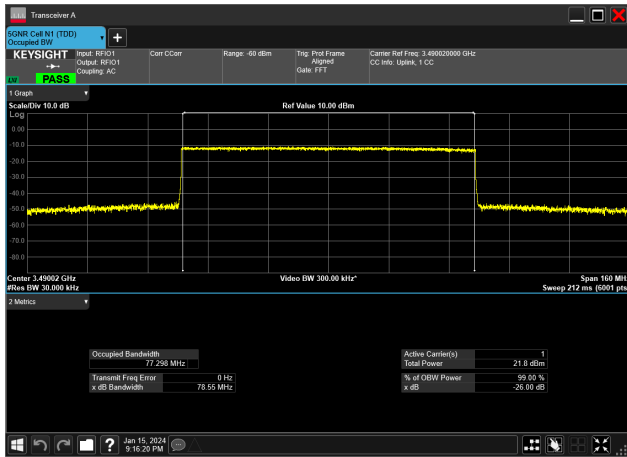 Transceiver A
5GNR Cell N1 (TDD)
Occupied BW
KEYSIGHT
LXI
PASS
Input: RFIO1
Output: RFIO1
Coupling: AC
Corr CCorr
Range: -60 dBm
Trig: Prot Frame
Aligned
Gate: FFT
Carrier Ref Freq: 3.490020000 GHz
CC Info: Uplink, 1 CC
1 Graph
Scale/Div 10.0 dB
Ref Value 10.00 dBm
Log
0.00
-10.0
-20.0
-30.0
-40.0
-50.0
-60.0
-70.0
-80.0
Center 3.49002 GHz
Video BW 300.00 kHz*
Span 160 MHz
#Res BW 30.000 kHz
Sweep 212 ms (6001 pts)
2 Metrics
Occupied Bandwidth
77.298 MHz
Transmit Freq Error 0 Hz
x dB Bandwidth 78.55 MHz
Active Carrier(s) 1
Total Power 21.8 dBm
% of OBW Power 99.00 %
x dB -26.00 dB
?
Jan 15, 2024
9:16:20 PM